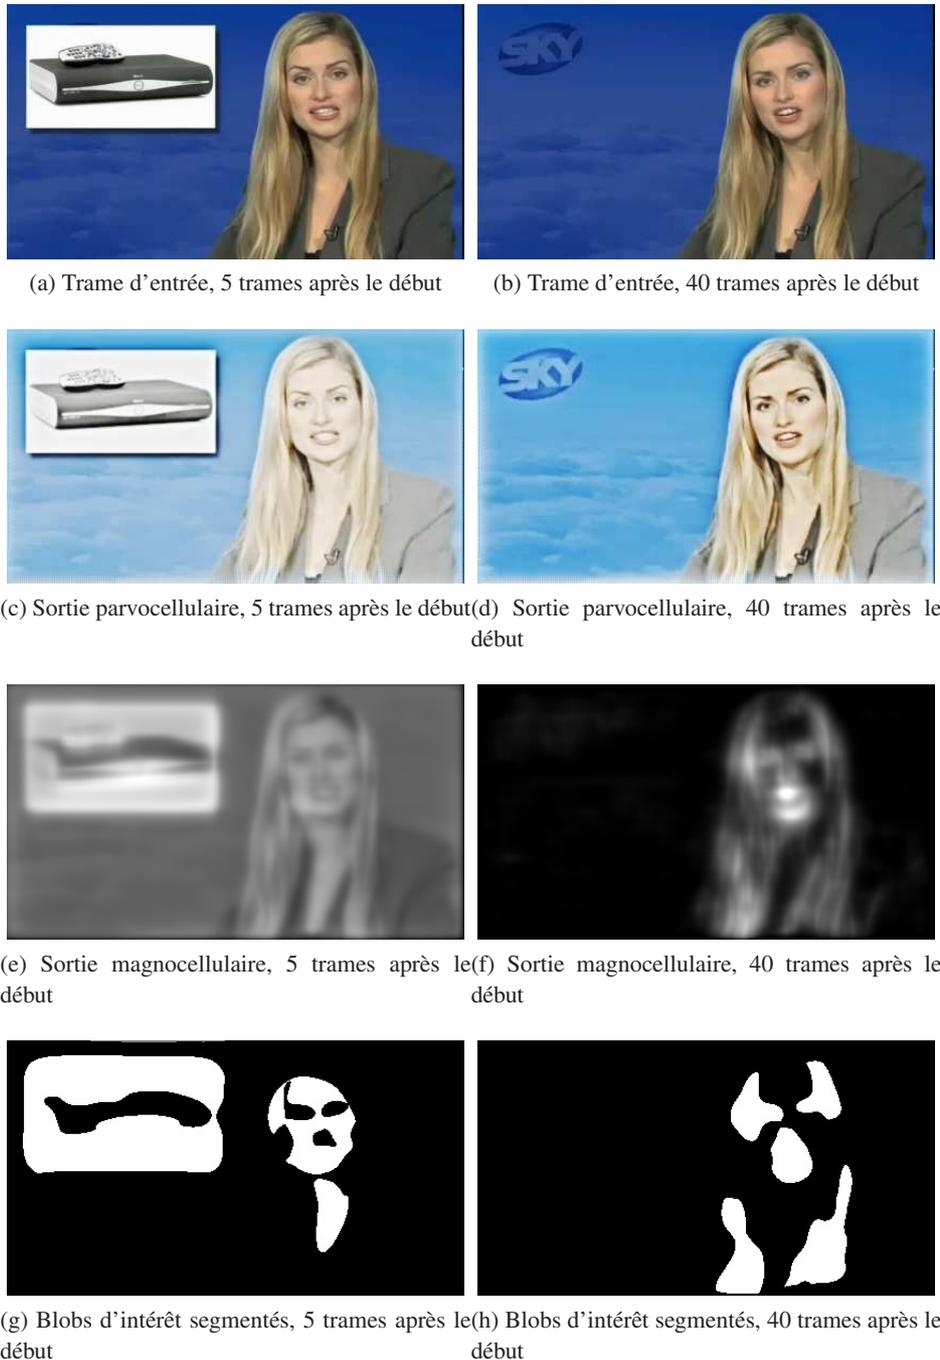 SKY
(a) Trame d'entrée, 5 trames après le début
(b) Trame d'entrée, 40 trames après le début
SKY
(c) Sortie parvocellulaire, 5 trames après le début
(d) Sortie parvocellulaire, 40 trames après le
début
(e) Sortie magnocellulaire, 5 trames après le
début
(f) Sortie magnocellulaire, 40 trames après le
début
(g) Blobs d'intérêt segmentés, 5 trames après le
début
(h) Blobs d'intérêt segmentés, 40 trames après le
début